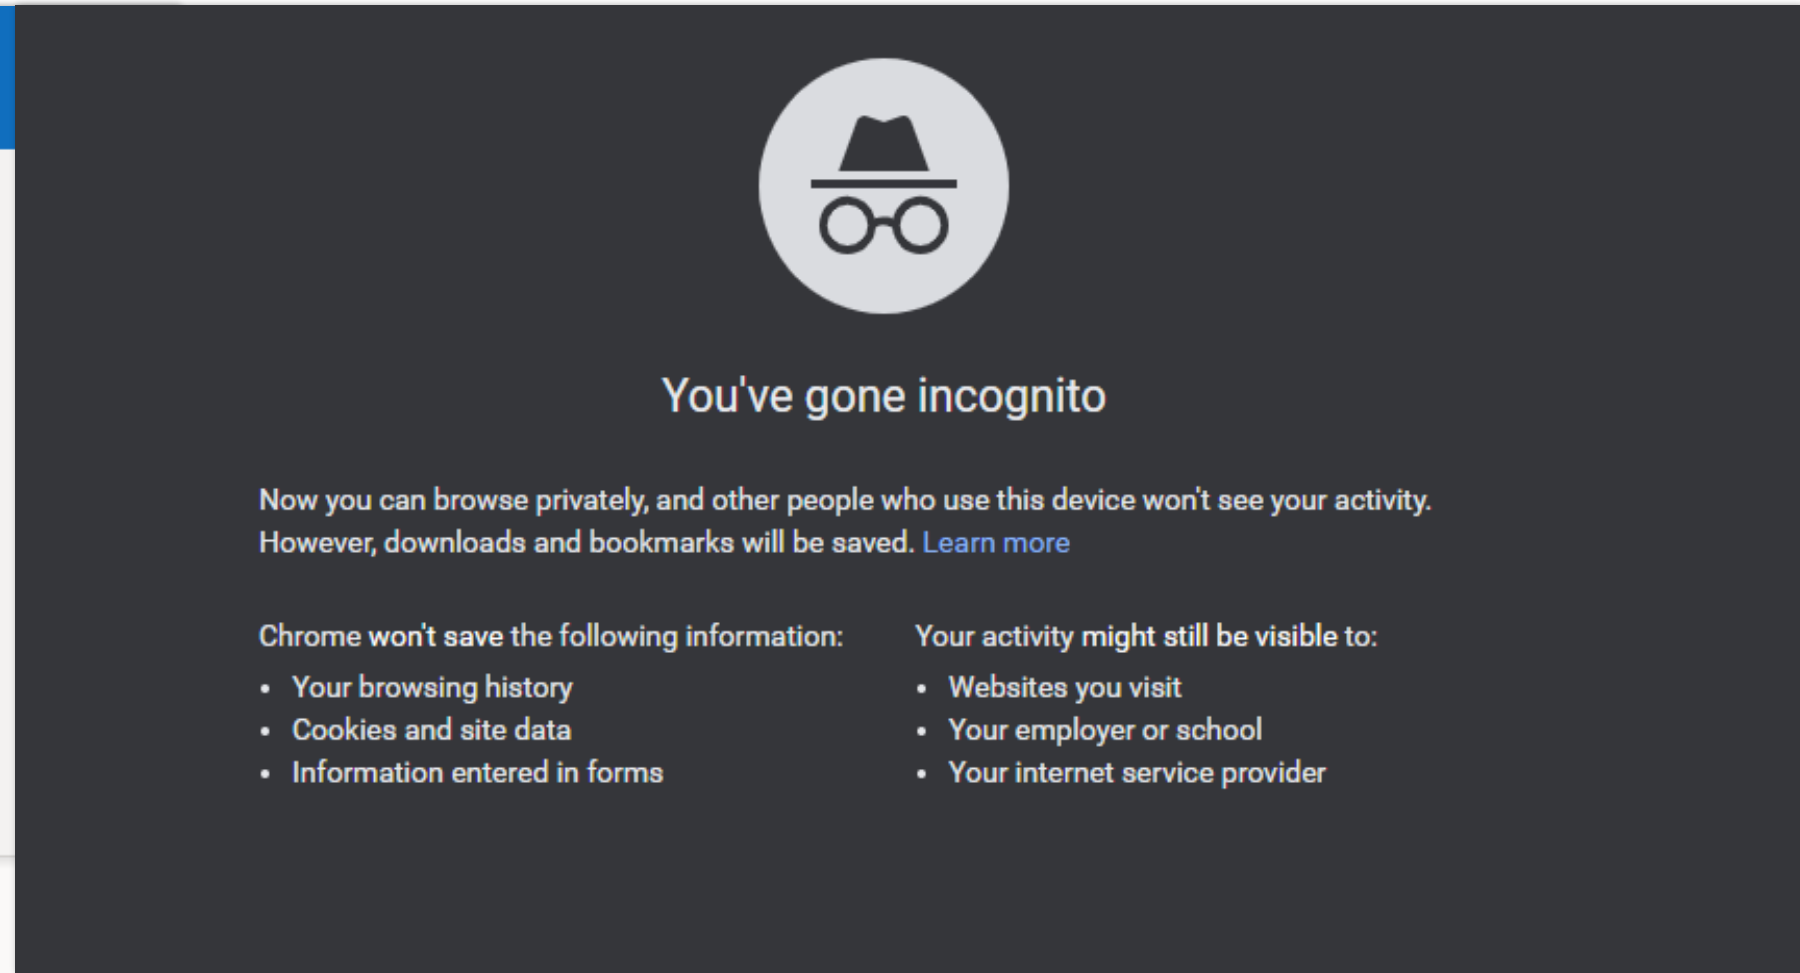 You've gone incognito
Now you can browse privately, and other people who use this device won't see your activity.
However, downloads and bookmarks will be saved. Learn more
Chrome won't save the following information:
• Your browsing history
• Cookies and site data
• Information entered in forms
Your activity might still be visible to:
• Websites you visit
• Your employer or school
• Your internet service provider